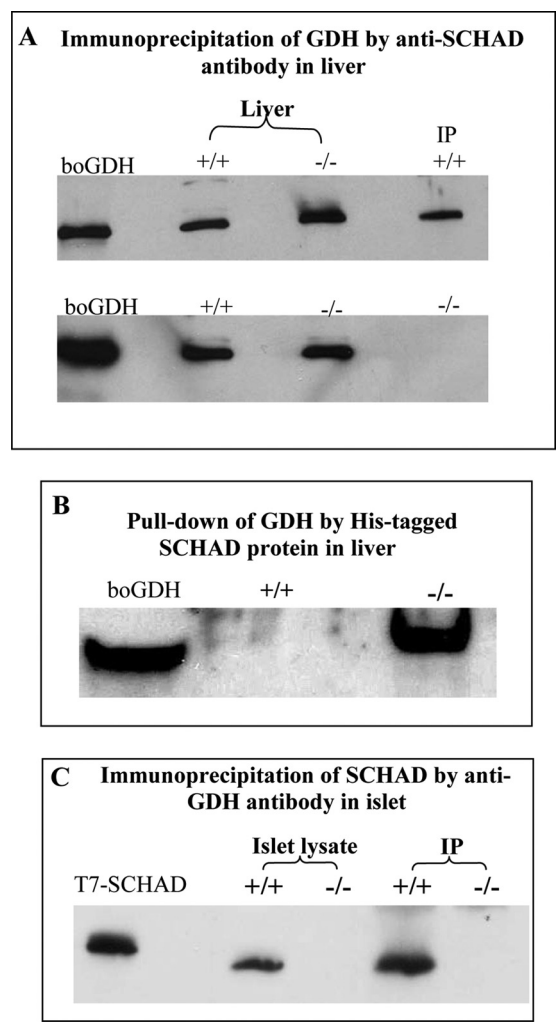 A
Immunoprecipitation of GDH by anti-SCHAD
antibody in liver
Liver
IP
boGDH +/+ -/- +/+
boGDH +/+ -/- -/-
B
Pull-down of GDH by His-tagged
SCHAD protein in liver
boGDH +/+ -/-
C
Immunoprecipitation of SCHAD by anti-
GDH antibody in islet
Islet lysate IP
T7-SCHAD +/+ -/- +/+ -/-